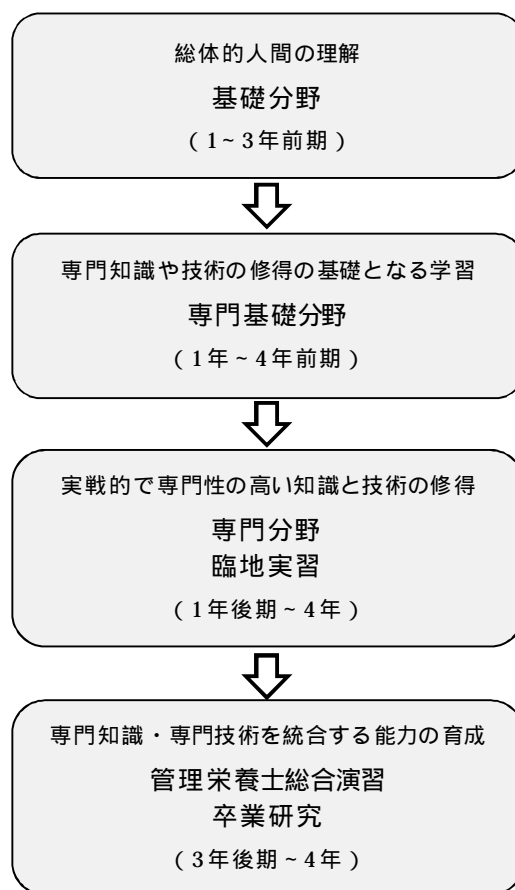 総体的人間の理解
基礎分野
（1~3年前期）
専門知識や技術の修得の基礎となる学習
専門基礎分野
（1年~4年前期）
実戦的で専門性の高い知識と技術の修得
専門分野
臨地実習
（1年後期~4年）
専門知識・専門技術を統合する能力の育成
管理栄養士総合演習
卒業研究
（3年後期~4年）